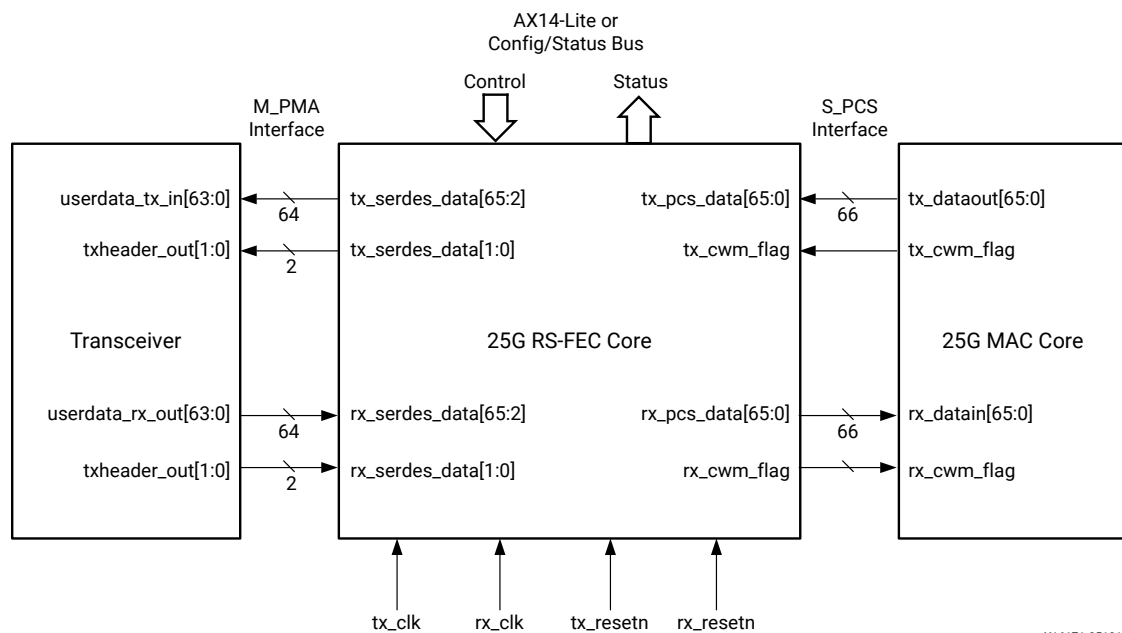 AX14-Lite or
Config/Status Bus
Control
Status
M_PMA
Interface
S_PCS
Interface
userdata_tx_in[63:0]
64
tx_serdes_data[65:2]
tx_pcs_data[65:0]
66
tx_dataout[65:0]
txheader_out[1:0]
2
tx_serdes_data[1:0]
tx_cwm_flag
tx_cwm_flag
Transceiver
25G RS-FEC Core
25G MAC Core
userdata_rx_out[63:0]
64
rx_serdes_data[65:2]
rx_pcs_data[65:0]
66
rx_datain[65:0]
txheader_out[1:0]
2
rx_serdes_data[1:0]
rx_cwm_flag
rx_cwm_flag
tx_clk
rx_clk
tx_resetn
rx_resetn